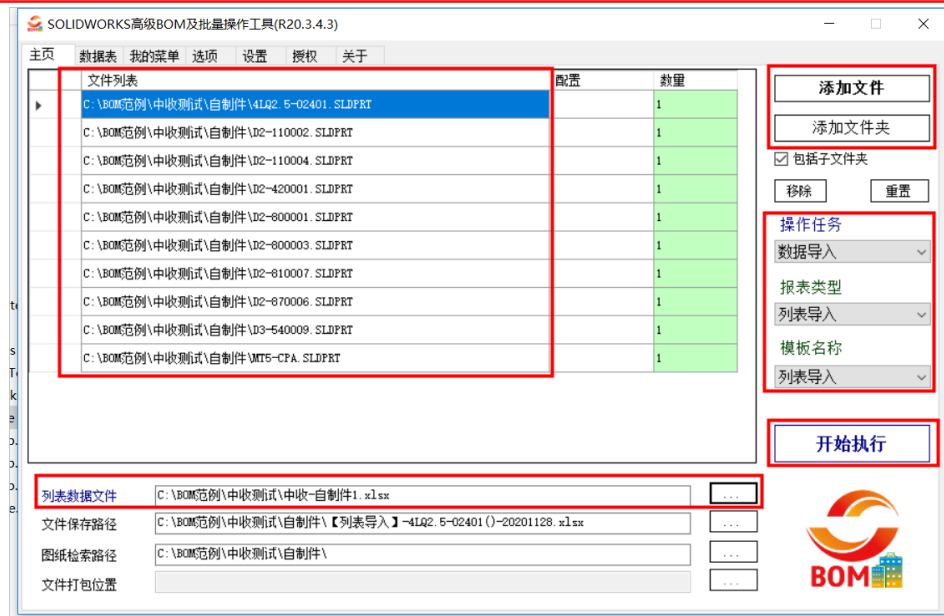 SOLIDWORKS高级BOM及批量操作工具(R20.3.4.3)
主页 数据表 我的菜单 选项 设置 授权 关于
文件列表 配置 数量
C:\BOM范例\中收测试\自制件\4LQ2.5-02401.SLDPRT 1
C:\BOM范例\中收测试\自制件\D2-110002.SLDPRT 1
C:\BOM范例\中收测试\自制件\D2-110004.SLDPRT 1
C:\BOM范例\中收测试\自制件\D2-420001.SLDPRT 1
C:\BOM范例\中收测试\自制件\D2-800001.SLDPRT 1
C:\BOM范例\中收测试\自制件\D2-800003.SLDPRT 1
C:\BOM范例\中收测试\自制件\D2-810007.SLDPRT 1
C:\BOM范例\中收测试\自制件\D2-870006.SLDPRT 1
C:\BOM范例\中收测试\自制件\D3-540009.SLDPRT 1
C:\BOM范例\中收测试\自制件\MT5-CPA.SLDPRT 1
添加文件
添加文件夹
包括子文件夹
移除 重置
操作任务
数据导入
报表类型
列表导入
模板名称
列表导入
开始执行
列表数据文件 C:\BOM范例\中收测试\中收-自制件1.xlsx ...
文件保存路径 C:\BOM范例\中收测试\自制件\【列表导入】-4LQ2.5-02401()-20201128.xlsx ...
图纸检索路径 C:\BOM范例\中收测试\自制件\ ...
文件打包位置 ...
BOM